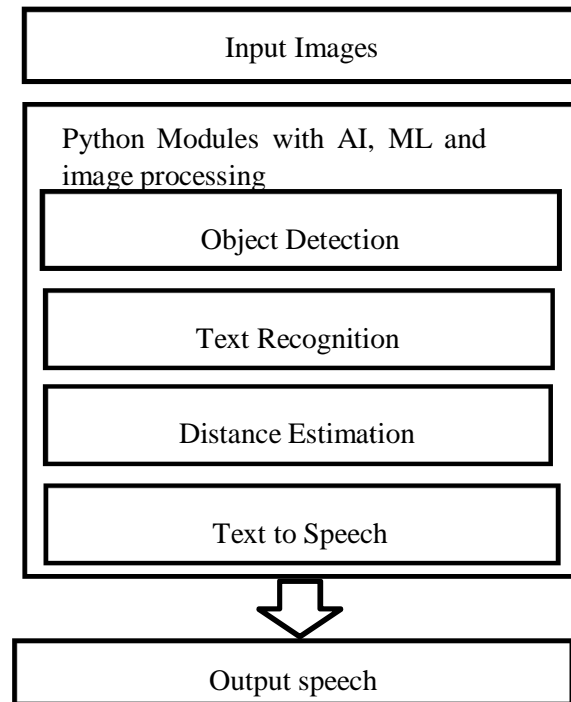 Input Images
Python Modules with AI, ML and
image processing
Object Detection
Text Recognition
Distance Estimation
Text to Speech
Output speech